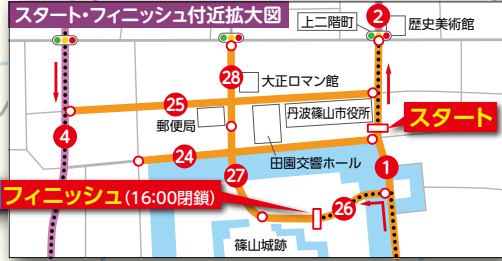 スタート・フィニッシュ付近拡大図
2
上二階町
歴史美術館
28
大正ロマン館
25
郵便局
丹波篠山市役所
スタート
4
24
田園交響ホール
27
1
フィニッシュ(16:00閉鎖)
26
篠山城跡